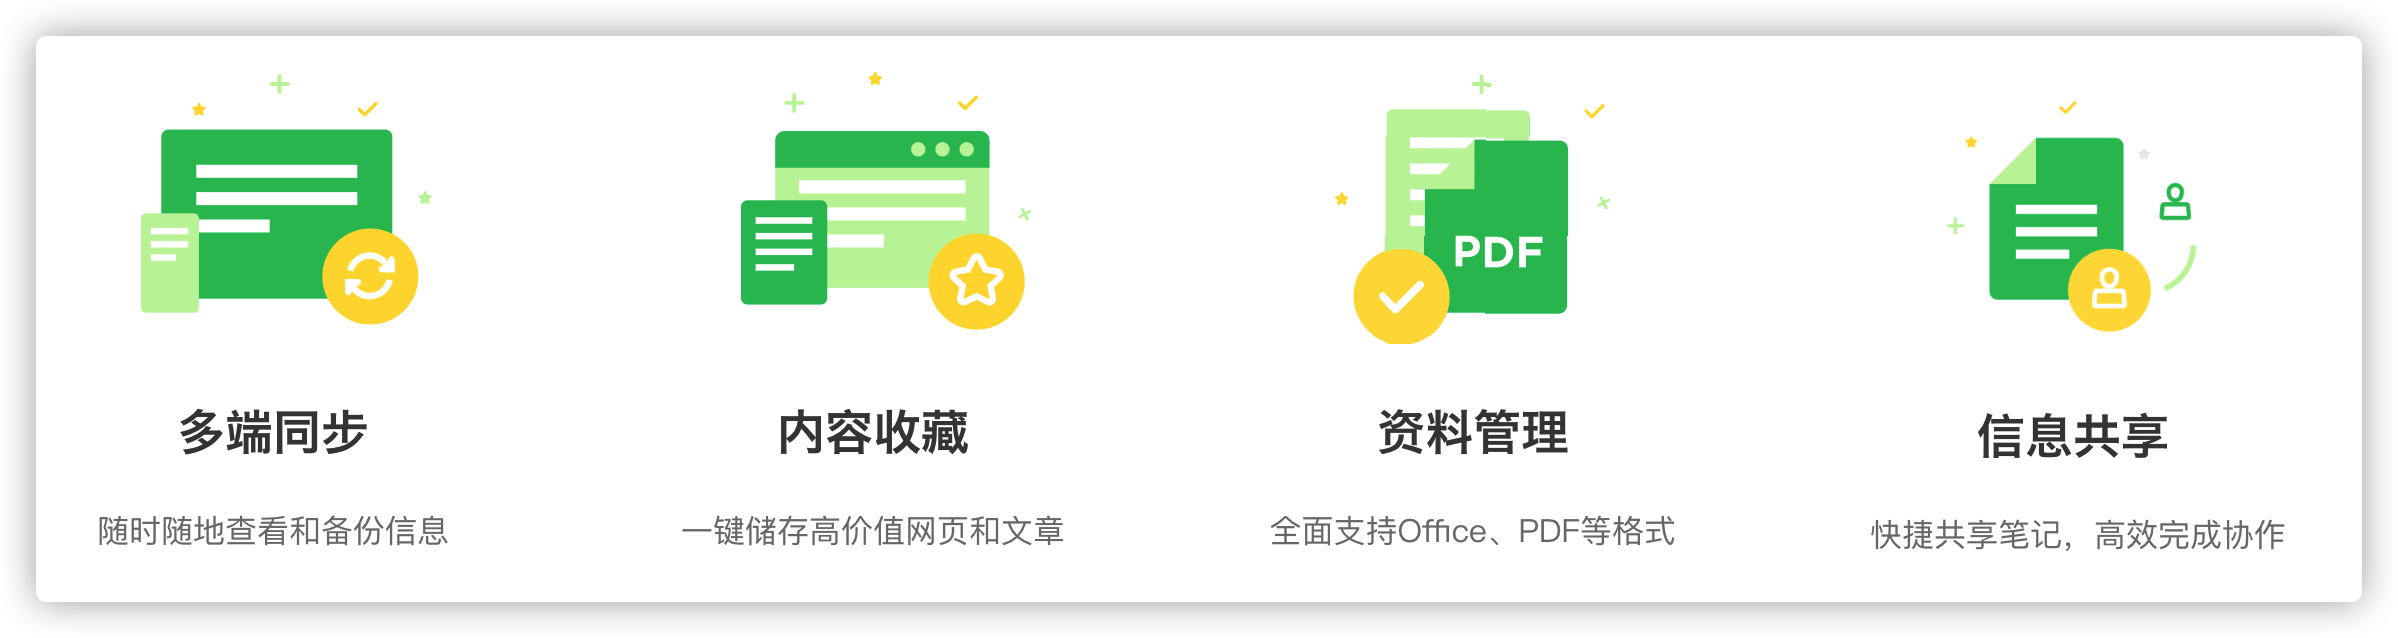 PDF
多端同步
内容收藏
资料管理
信息共享
随时随地查看和备份信息
一键储存高价值网页和文章
全面支持Office、PDF等格式
快捷共享笔记，高效完成协作